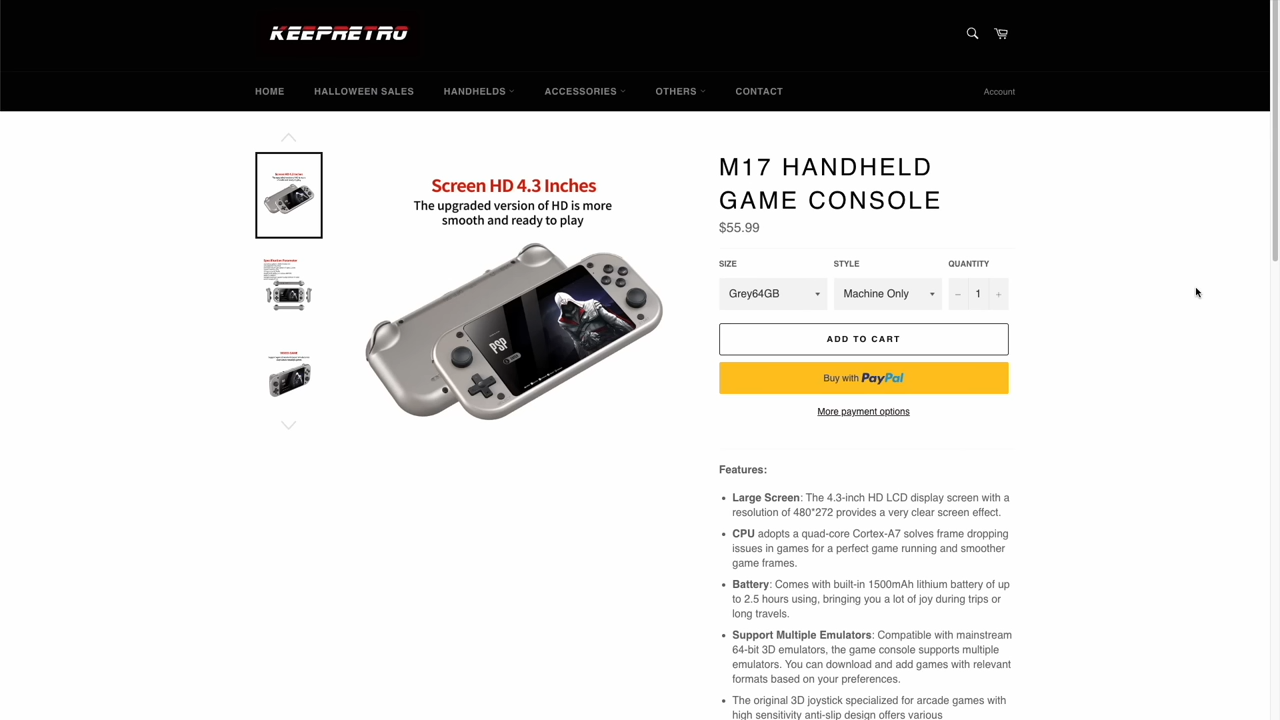 KEEPRETRO
HOME
HALLOWEEN SALES
HANDHELDS
ACCESSORIES
OTHERS
CONTACT
Account
Screen HD 4.3 Inches
The upgraded version of HD is more
smooth and ready to play
PSP
M17 HANDHELD
GAME CONSOLE
$55.99
SIZE
STYLE
QUANTITY
Grey64GB
Machine Only
− 1 +
ADD TO CART
Buy with PayPal
More payment options
Features:
• Large Screen: The 4.3-inch HD LCD display screen with a
resolution of 480*272 provides a very clear screen effect.
• CPU adopts a quad-core Cortex-A7 solves frame dropping
issues in games for a perfect game running and smoother
game frames.
• Battery: Comes with built-in 1500mAh lithium battery of up
to 2.5 hours using, bringing you a lot of joy during trips or
long travels.
• Support Multiple Emulators: Compatible with mainstream
64-bit 3D emulators, the game console supports multiple
emulators. You can download and add games with relevant
formats based on your preferences.
• The original 3D joystick specialized for arcade games with
high sensitivity anti-slip design offers various